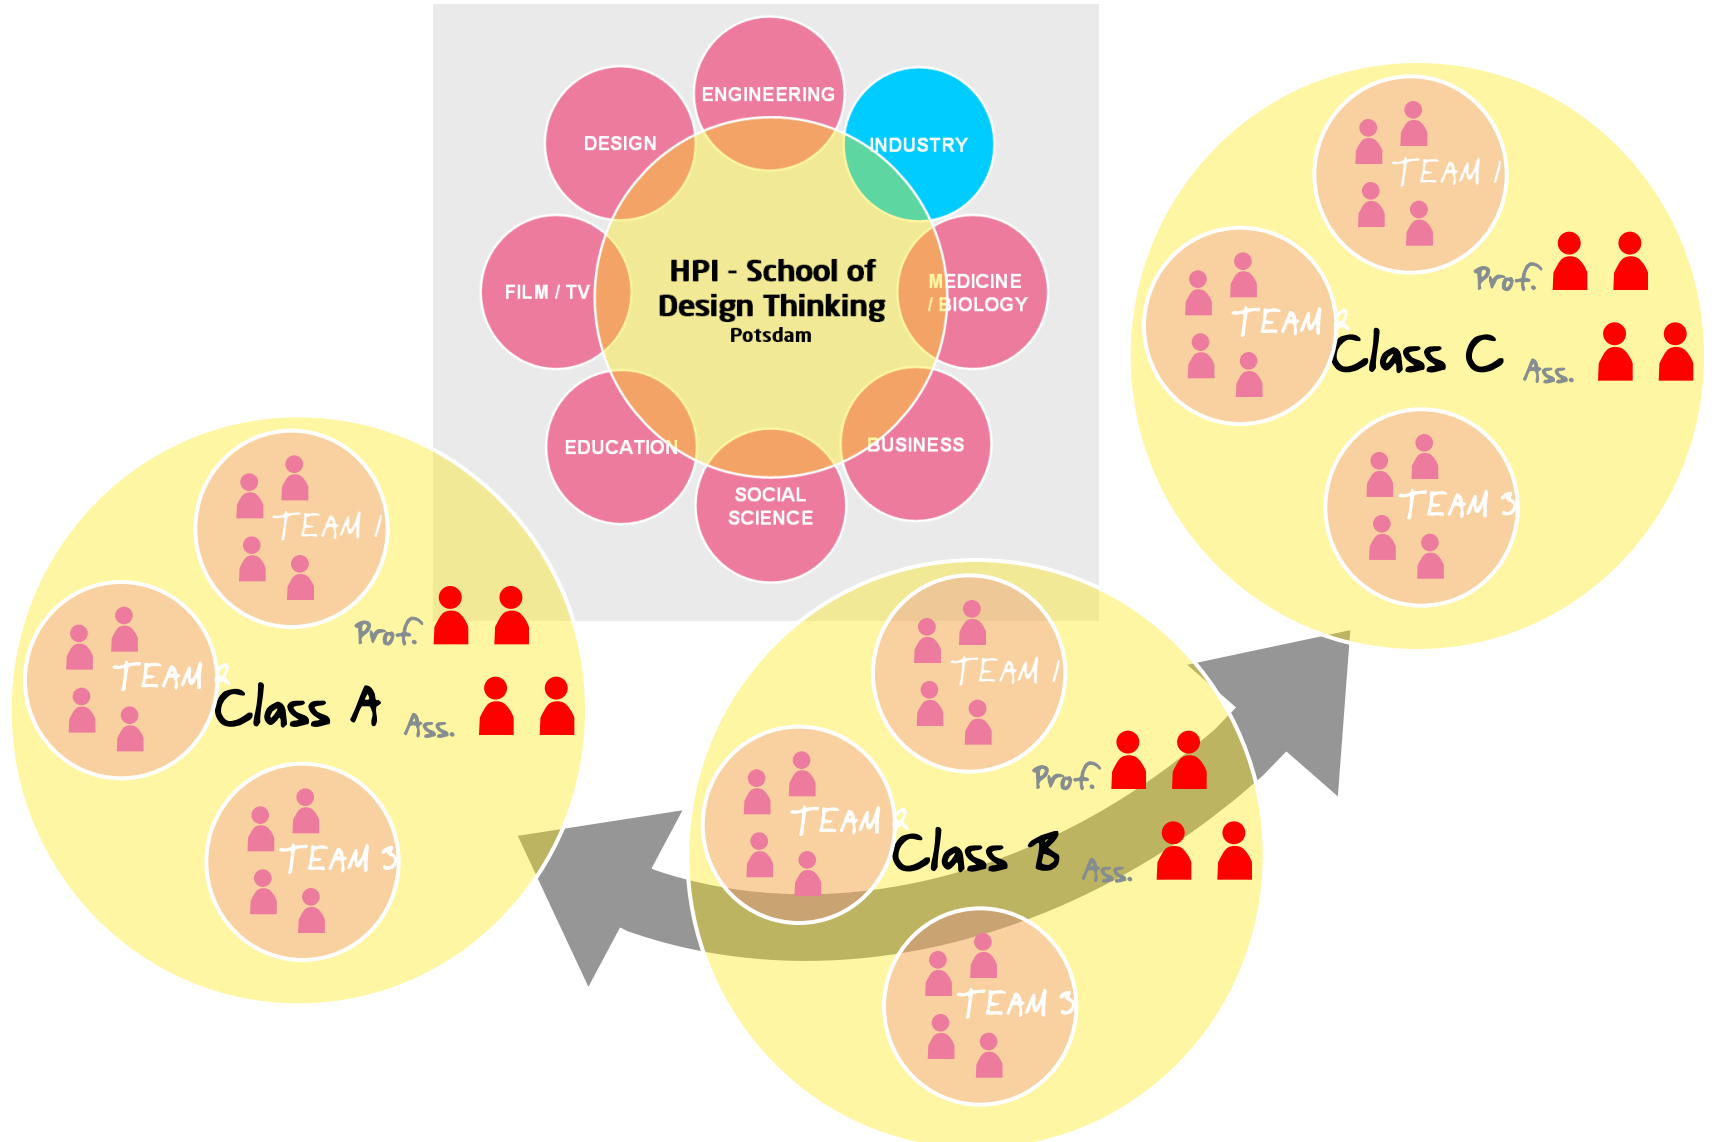 ENGINEERING
DESIGN
INDUSTRY
FILM / TV
HPI - School of
Design Thinking
Potsdam
MEDICINE
/ BIOLOGY
EDUCATION
BUSINESS
SOCIAL
SCIENCE
TEAM 1
TEAM 2
TEAM 3
Class A
Prof.
Ass.
TEAM 1
TEAM 2
TEAM 3
Class B
Prof.
Ass.
TEAM 1
TEAM 2
TEAM 3
Class C
Prof.
Ass.